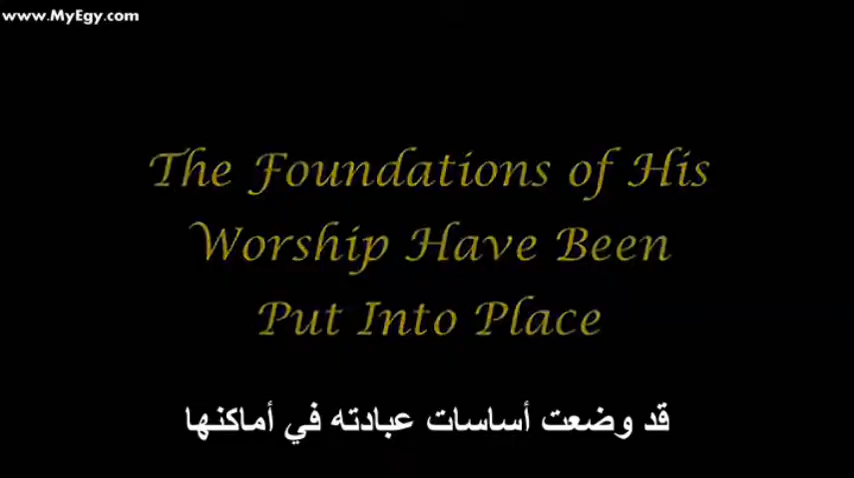 www.MyEgy.com
The Foundations of His
Worship Have Been
Put Into Place
قد وضعت أساسات عبادته في أماكنها